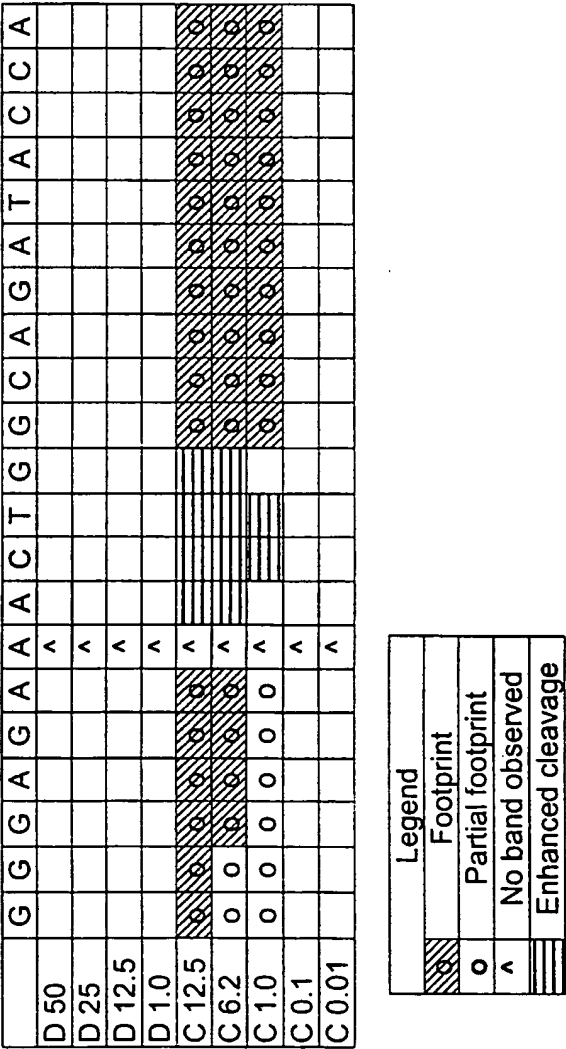 G G G A G A A A C T G G C A G A T A C C A
D 50 ^
D 25 ^
D 12.5 ^
D 1.0 ^
C 12.5 o o o o o o ^ o o o o o o o o o o
C 6.2 o o o o o o ^ o o o o o o o o o o
C 1.0 o o o o o o ^ o o o o o o o o o o
C 0.1 ^
C 0.01 ^
Legend
o Footprint
o Partial footprint
^ No band observed
Enhanced cleavage